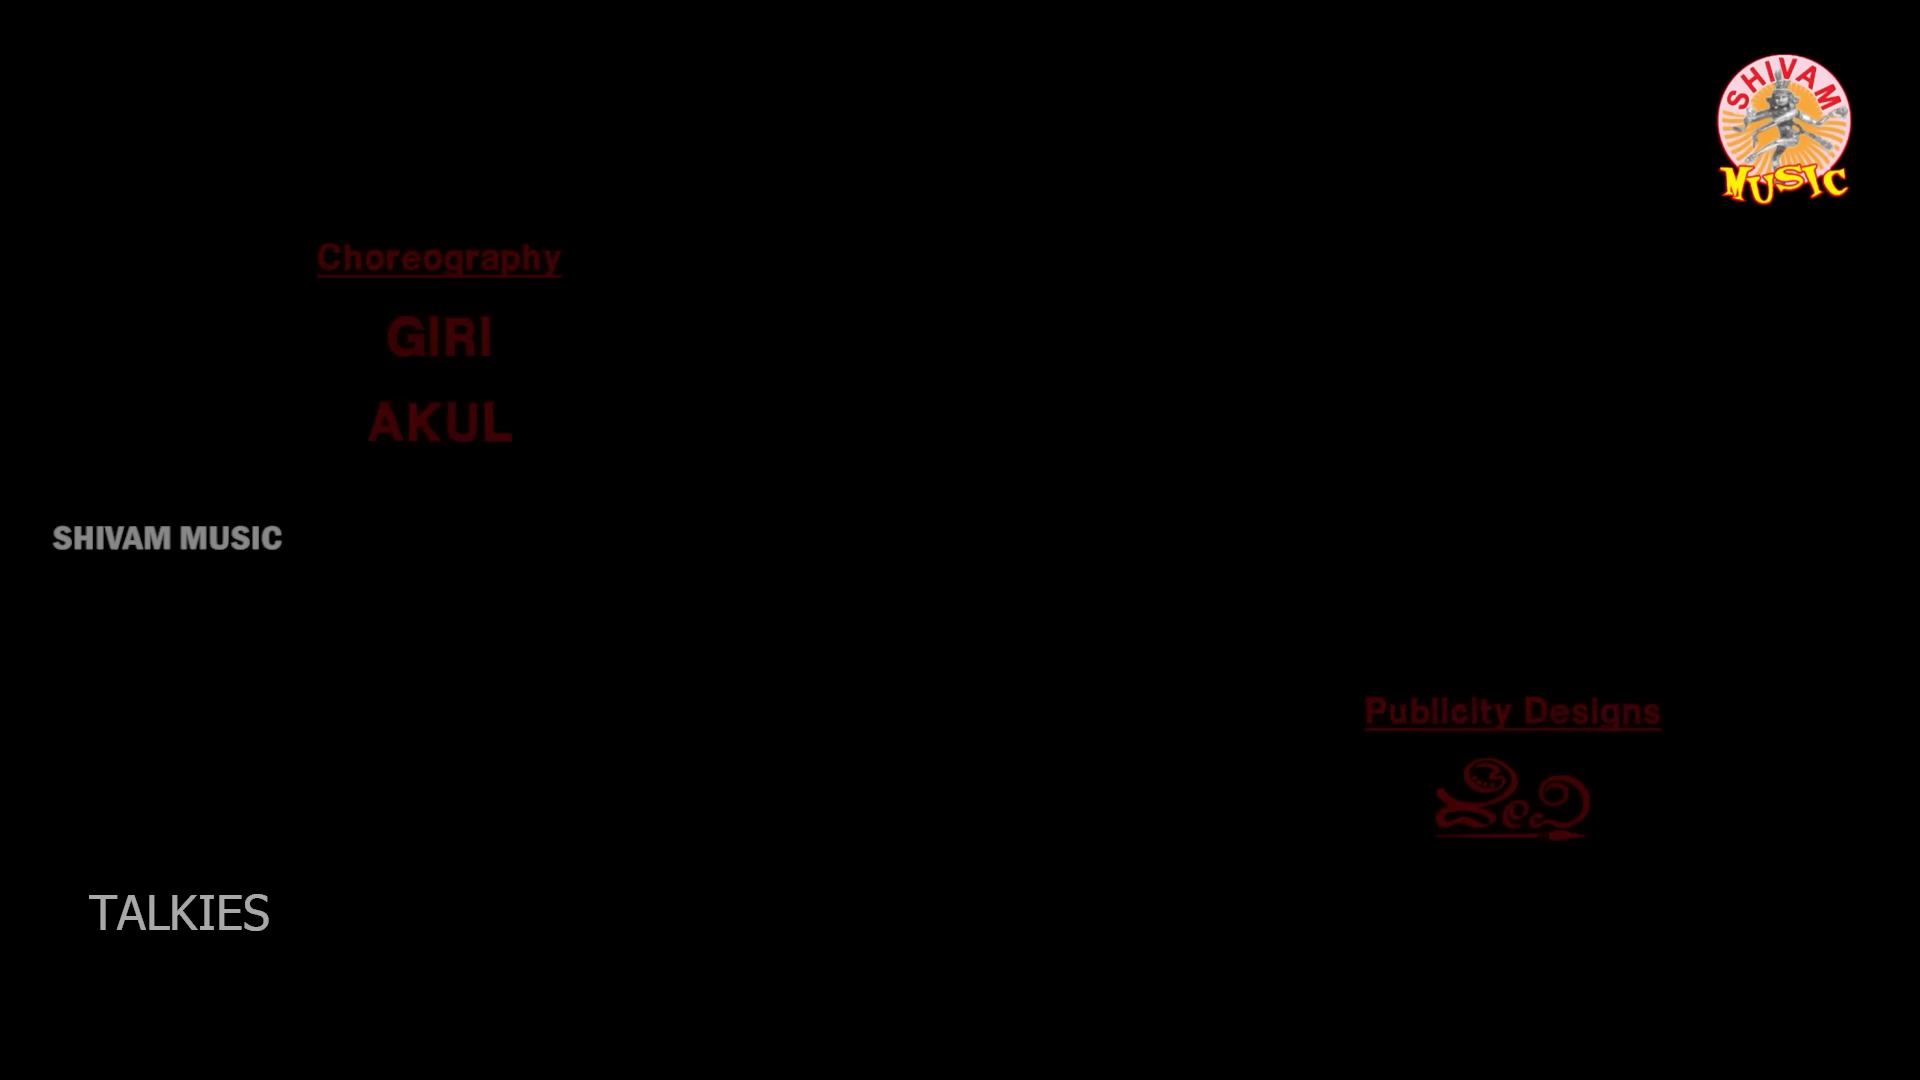 SHIVAM
MUSIC
Choreography
GIRI
AKUL
SHIVAM MUSIC
Publicity Designs
TALKIES